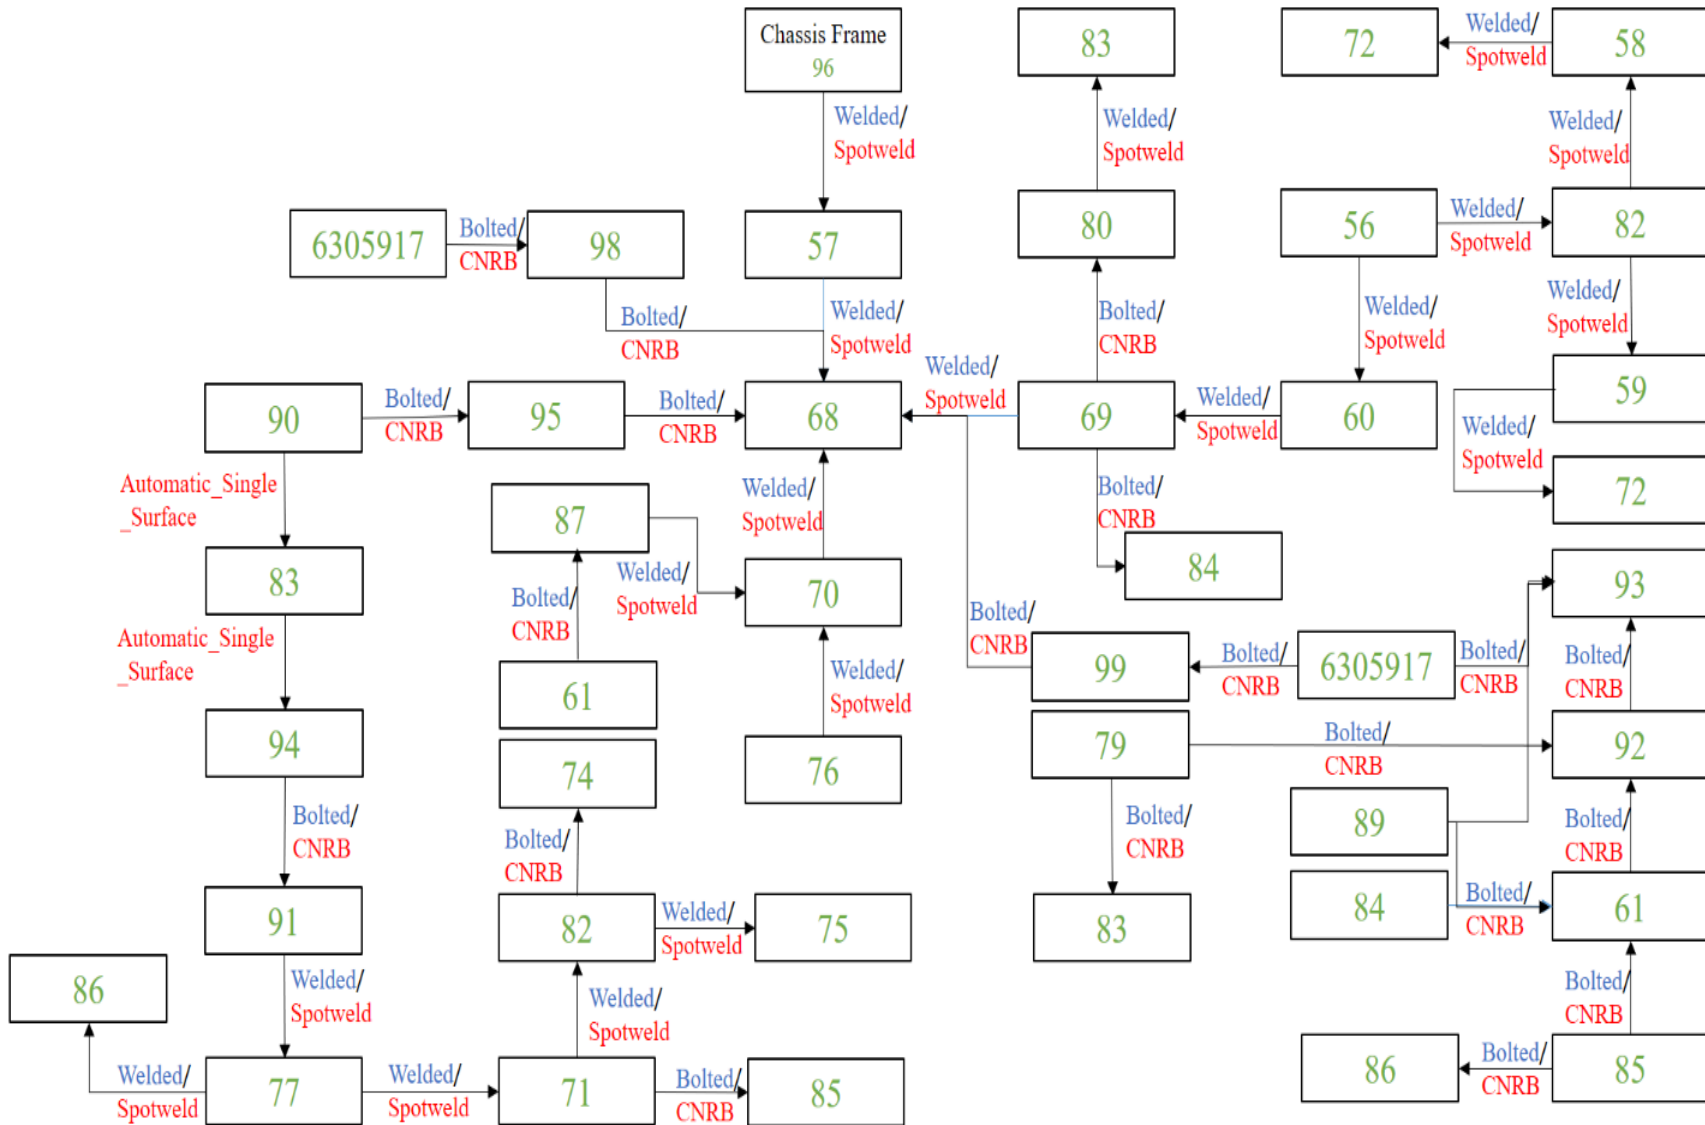 Chassis Frame
96
83
72
Welded/
Spotweld
58
Welded/
Spotweld
Welded/
Spotweld
Welded/
Spotweld
6305917
Bolted/
CNRB
98
57
80
56
Welded/
Spotweld
82
Bolted/
CNRB
Welded/
Spotweld
Bolted/
CNRB
Welded/
Spotweld
Welded/
Spotweld
90
Bolted/
CNRB
95
Bolted/
CNRB
68
Welded/
Spotweld
69
Welded/
Spotweld
60
59
Welded/
Spotweld
72
Automatic_Single
_Surface
87
Welded/
Spotweld
Bolted/
CNRB
84
83
Bolted/
CNRB
Welded/
Spotweld
70
93
Automatic_Single
_Surface
61
Welded/
Spotweld
Bolted/
CNRB
99
Bolted/
CNRB
6305917
Bolted/
CNRB
Bolted/
CNRB
94
74
76
79
Bolted/
CNRB
92
Bolted/
CNRB
Bolted/
CNRB
Bolted/
CNRB
89
Bolted/
CNRB
91
82
Welded/
Spotweld
75
83
84
Bolted/
CNRB
61
86
Welded/
Spotweld
Welded/
Spotweld
Bolted/
CNRB
Welded/
Spotweld
77
Welded/
Spotweld
71
Bolted/
CNRB
85
86
Bolted/
CNRB
85